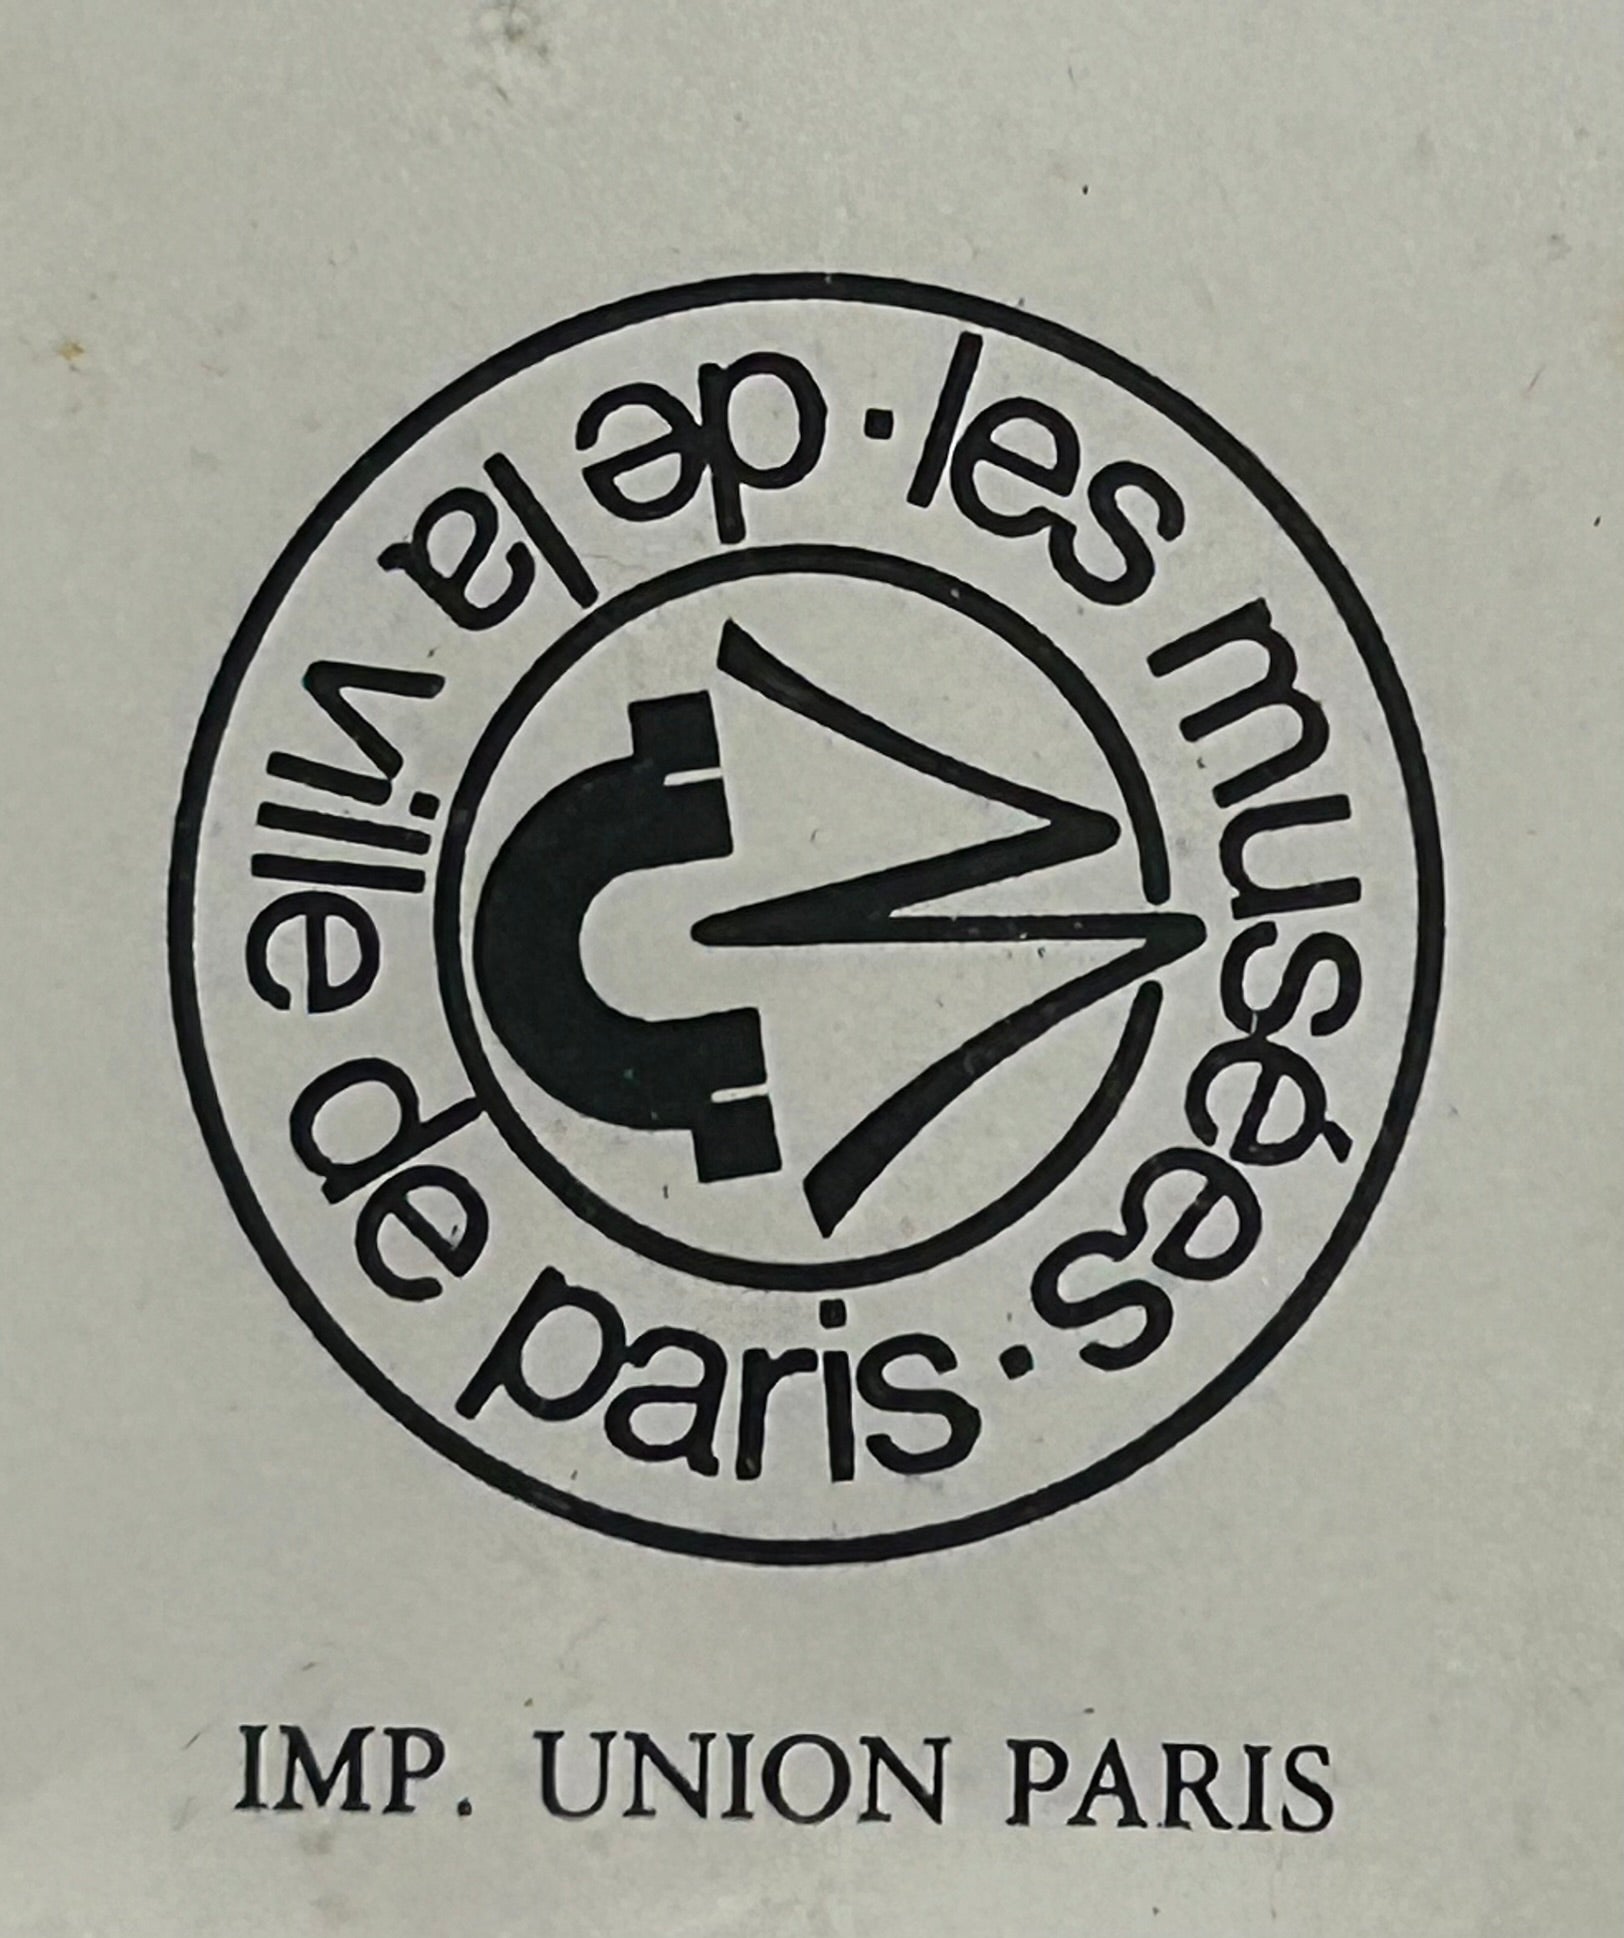 les musées
de la ville de paris
IMP. UNION PARIS